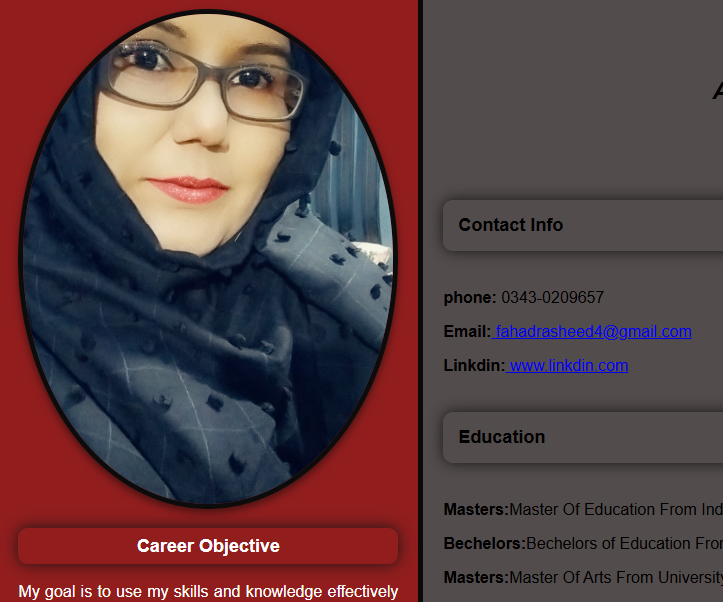 Career Objective
My goal is to use my skills and knowledge effectively
A
Contact Info
phone: 0343-0209657
Email: fahadrasheed4@gmail.com
Linkdin: www.linkdin.com
Education
Masters:Master Of Education From Ind
Bechelors:Bechelors of Education Fro
Masters:Master Of Arts From University